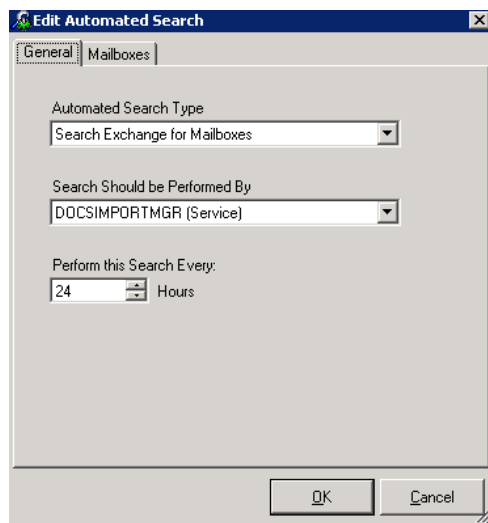 Edit Automated Search
General Mailboxes
Automated Search Type
Search Exchange for Mailboxes
Search Should be Performed By
DOCSIMPORTMGR (Service)
Perform this Search Every:
24 Hours
OK Cancel